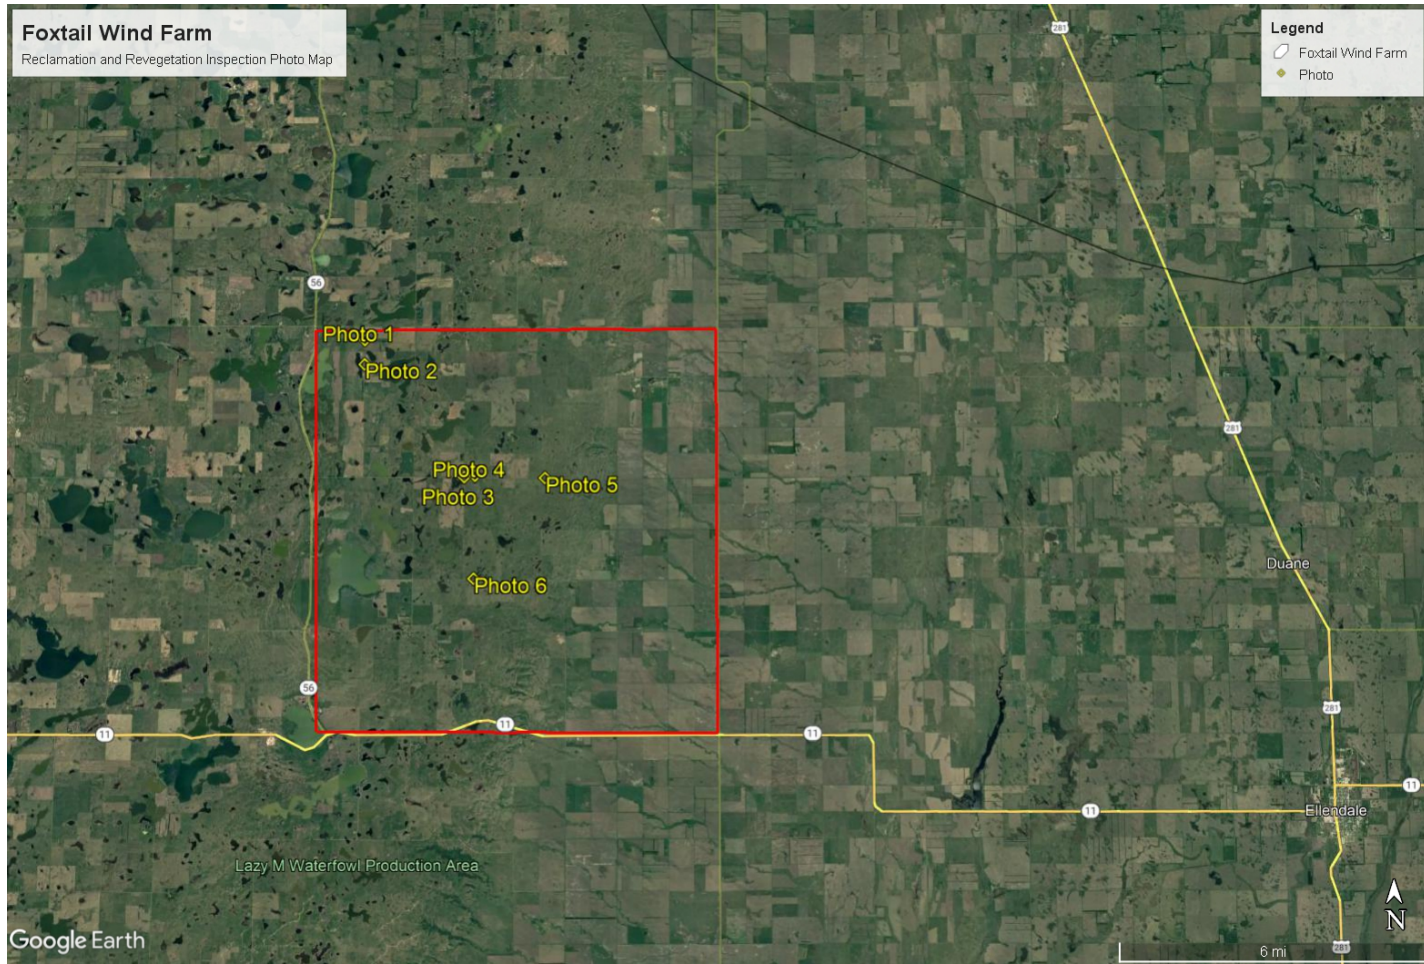 Foxtail Wind Farm
Reclamation and Revegetation Inspection Photo Map
Legend
Foxtail Wind Farm
Photo
281
56
Photo 1
Photo 2
281
Photo 4
Photo 5
Photo 3
Duane
Photo 6
56
281
11
11
11
11
11
Ellendale
Lazy M Waterfowl Production Area
N
Google Earth
6 mi
281